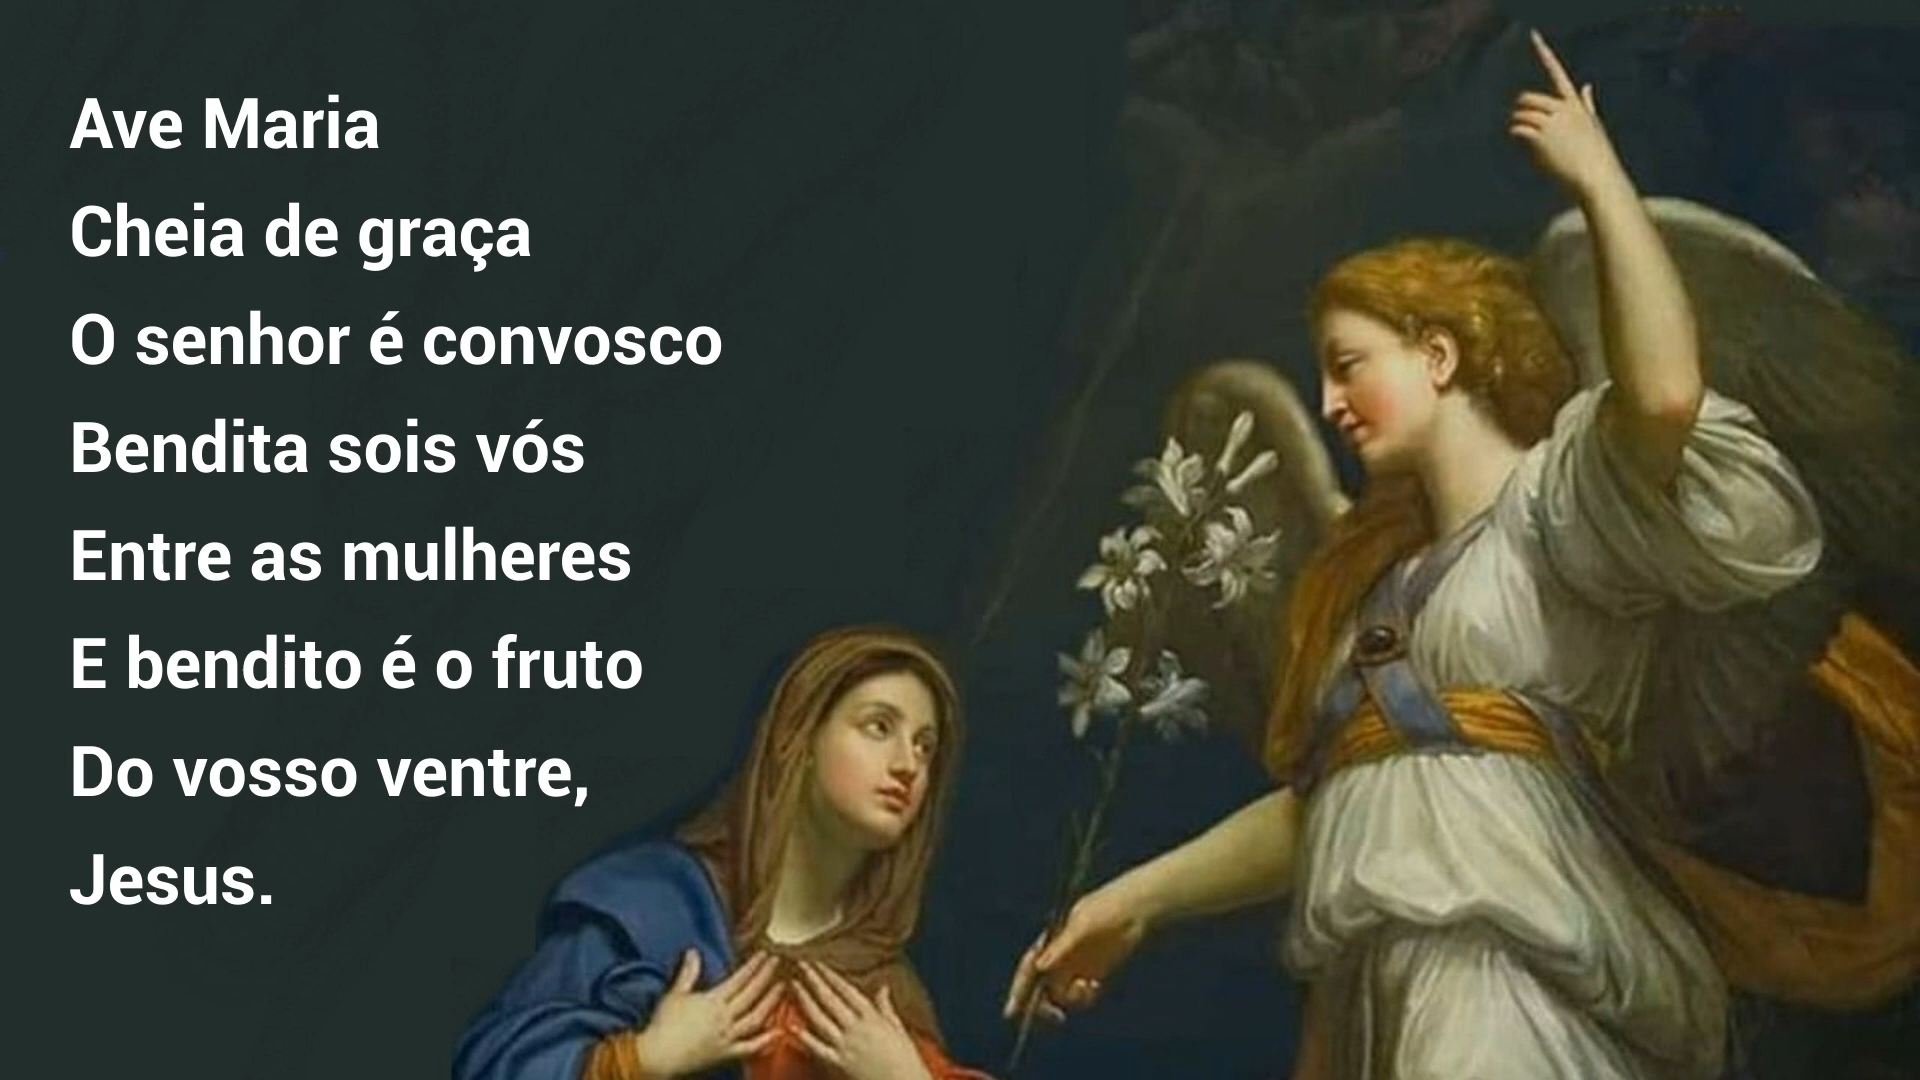 Ave Maria
Cheia de graça
O senhor é convosco
Bendita sois vós
Entre as mulheres
E bendito é o fruto
Do vosso ventre,
Jesus.